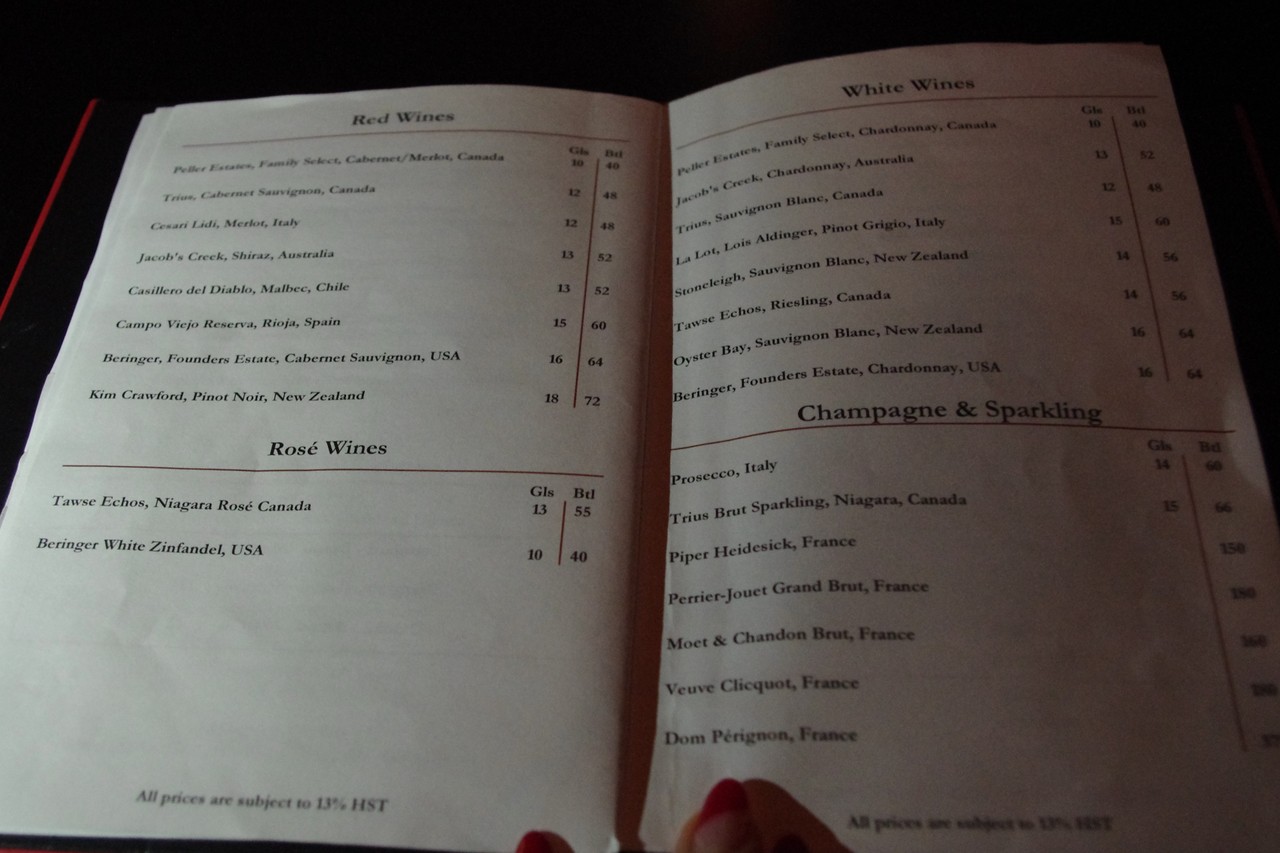 Red Wines
Gls Btl
Peller Estates, Family Select, Cabernet/Merlot, Canada 10 40
Trius, Cabernet Sauvignon, Canada 12 48
Cesari Lidi, Merlot, Italy 12 48
Jacob's Creek, Shiraz, Australia 13 52
Casillero del Diablo, Malbec, Chile 13 52
Campo Viejo Reserva, Rioja, Spain 15 60
Beringer, Founders Estate, Cabernet Sauvignon, USA 16 64
Kim Crawford, Pinot Noir, New Zealand 18 72
Rosé Wines
Gls Btl
Tawse Echos, Niagara Rosé Canada 13 55
Beringer White Zinfandel, USA 10 40
All prices are subject to 13% HST
White Wines
Gls Btl
Peller Estates, Family Select, Chardonnay, Canada 10 40
Jacob's Creek, Chardonnay, Australia 13 52
Trius, Sauvignon Blanc, Canada 12 48
La Lot, Lois Aldinger, Pinot Grigio, Italy 15 60
Stoneleigh, Sauvignon Blanc, New Zealand 14 56
Tawse Echos, Riesling, Canada 14 56
Oyster Bay, Sauvignon Blanc, New Zealand 16 64
Beringer, Founders Estate, Chardonnay, USA 16 64
Champagne & Sparkling
Gls Btl
Prosecco, Italy 14 60
Trius Brut Sparkling, Niagara, Canada 15 66
Piper Heidesick, France 150
Perrier-Jouet Grand Brut, France 180
Moet & Chandon Brut, France 160
Veuve Clicquot, France
Dom Pérignon, France
All prices are subject to 13% HST